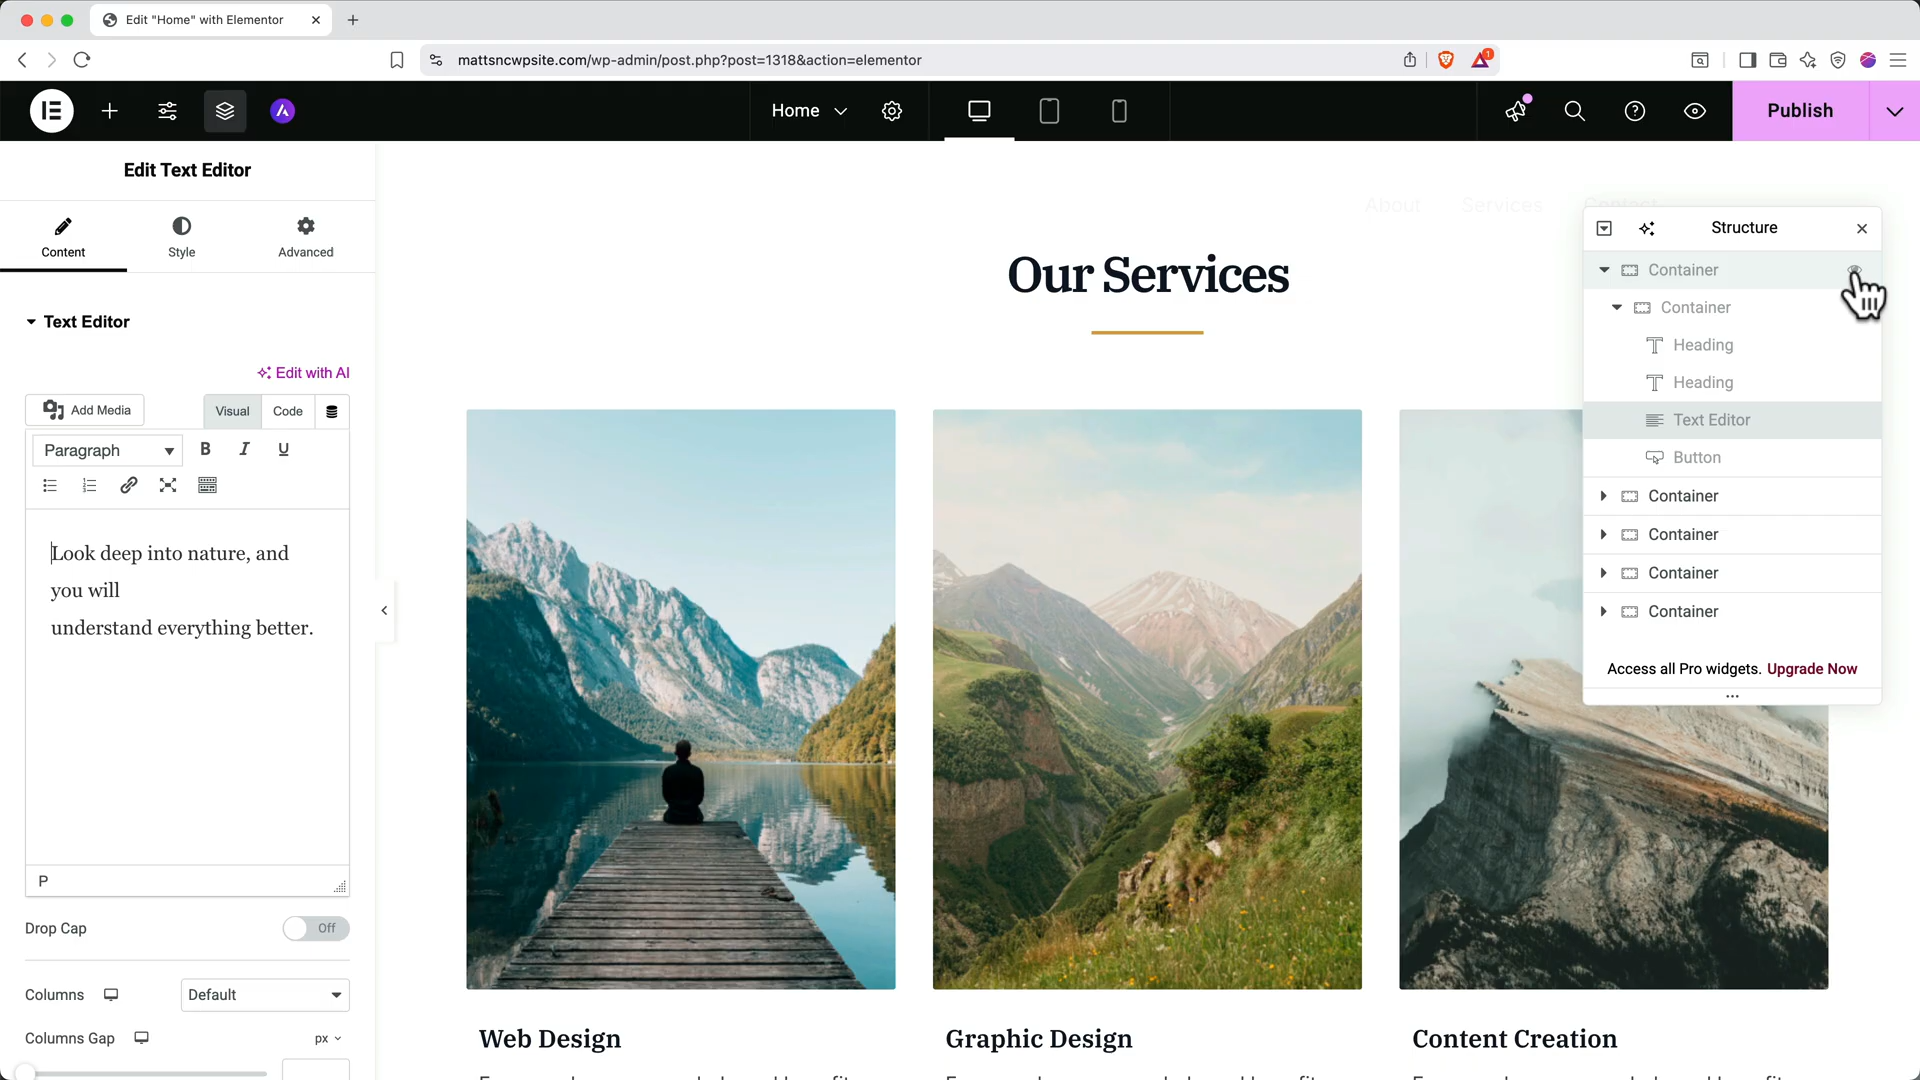 Edit "Home" with Elementor
mattsncwpsite.com/wp-admin/post.php?post=1318&action=elementor
1
Home
Publish
Edit Text Editor
Content
Style
Advanced
Text Editor
Edit with AI
Add Media
Visual
Code
Paragraph
B
I
U
Look deep into nature, and
you will
understand everything better.
P
Drop Cap
Off
Columns
Default
Columns Gap
px
About
Services
Contact
Our Services
Web Design
Graphic Design
Content Creation
Structure
Container
Container
Heading
Heading
Text Editor
Button
Container
Container
Container
Container
Access all Pro widgets. Upgrade Now